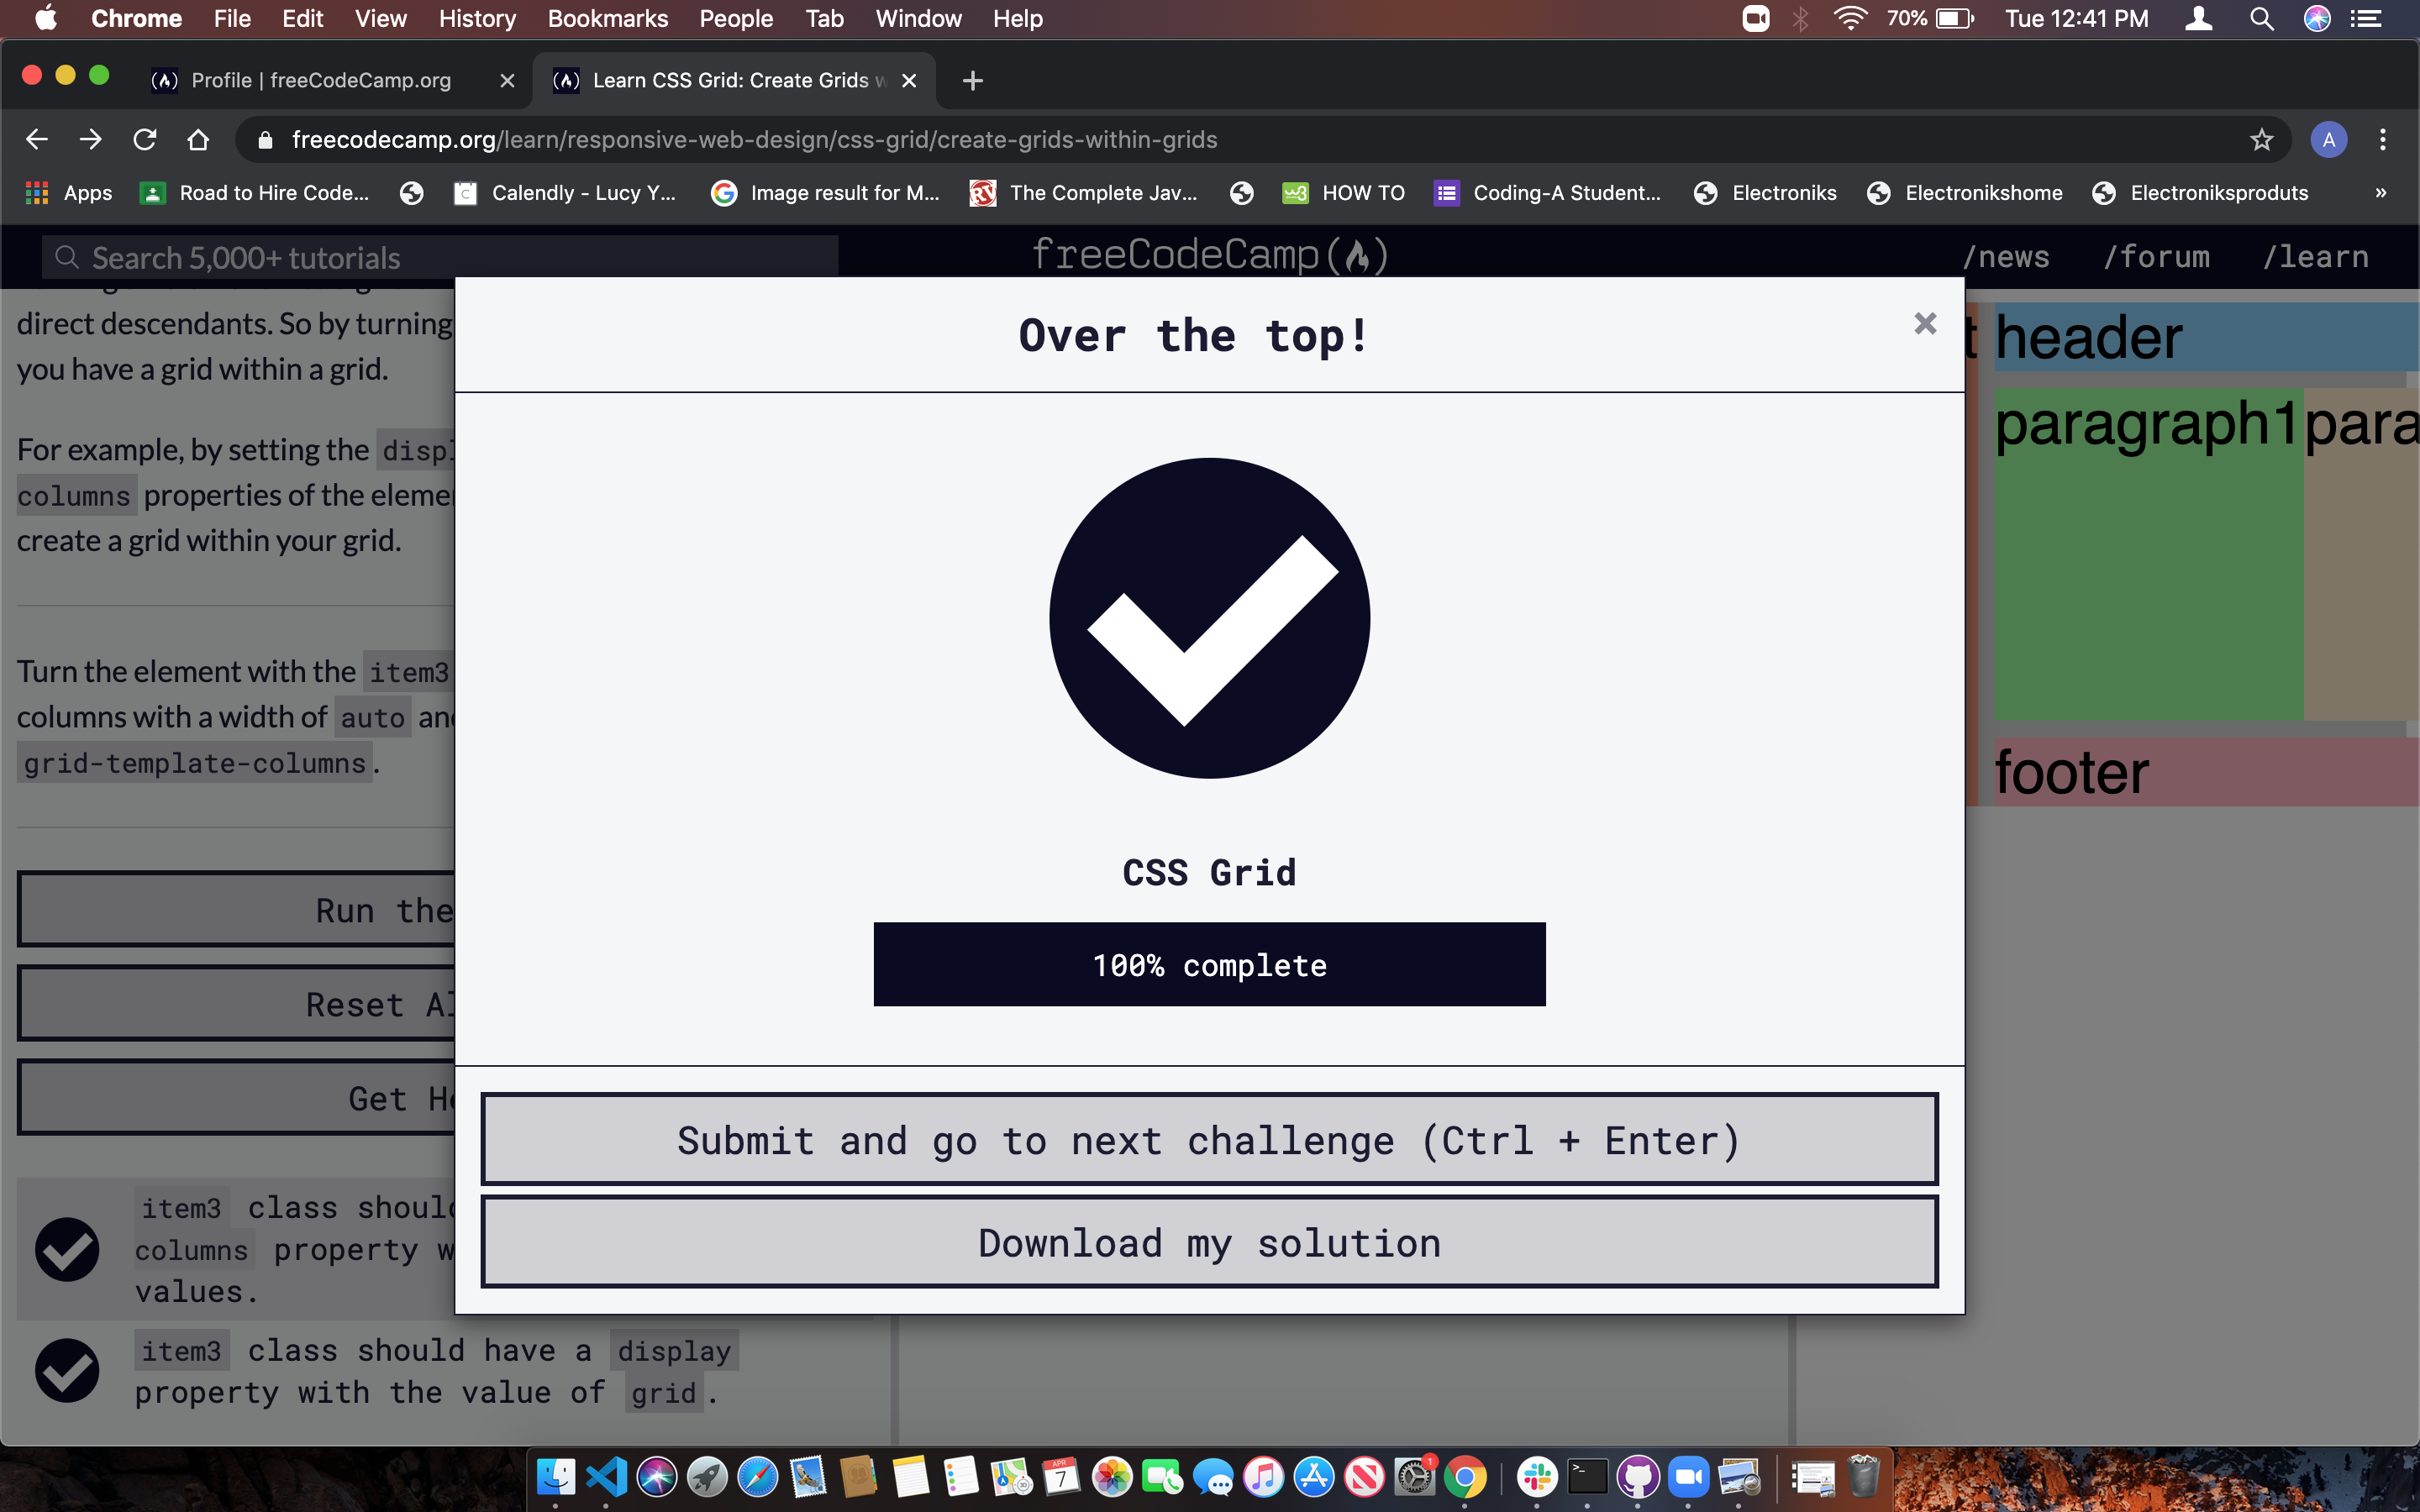 Chrome File Edit View History Bookmarks People Tab Window Help 70% Tue 12:41 PM
Profile | freeCodeCamp.org Learn CSS Grid: Create Grids w
freecodecamp.org/learn/responsive-web-design/css-grid/create-grids-within-grids A
Apps Road to Hire Code... Calendly - Lucy Y... Image result for M... The Complete Jav... HOW TO Coding-A Student... Electroniks Electronikshome Electroniksproduts »
Search 5,000+ tutorials freeCodeCamp /news /forum /learn
direct descendants. So by turning
you have a grid within a grid.
For example, by setting the displ
columns properties of the elemen
create a grid within your grid.
Turn the element with the item3
columns with a width of auto and
grid-template-columns.
Run the
Reset Al
Get He
item3 class should
columns property w
values.
item3 class should have a display
property with the value of grid.
Over the top!
CSS Grid
100% complete
Submit and go to next challenge (Ctrl + Enter)
Download my solution
t header
paragraph1 para
footer
APR
7
1